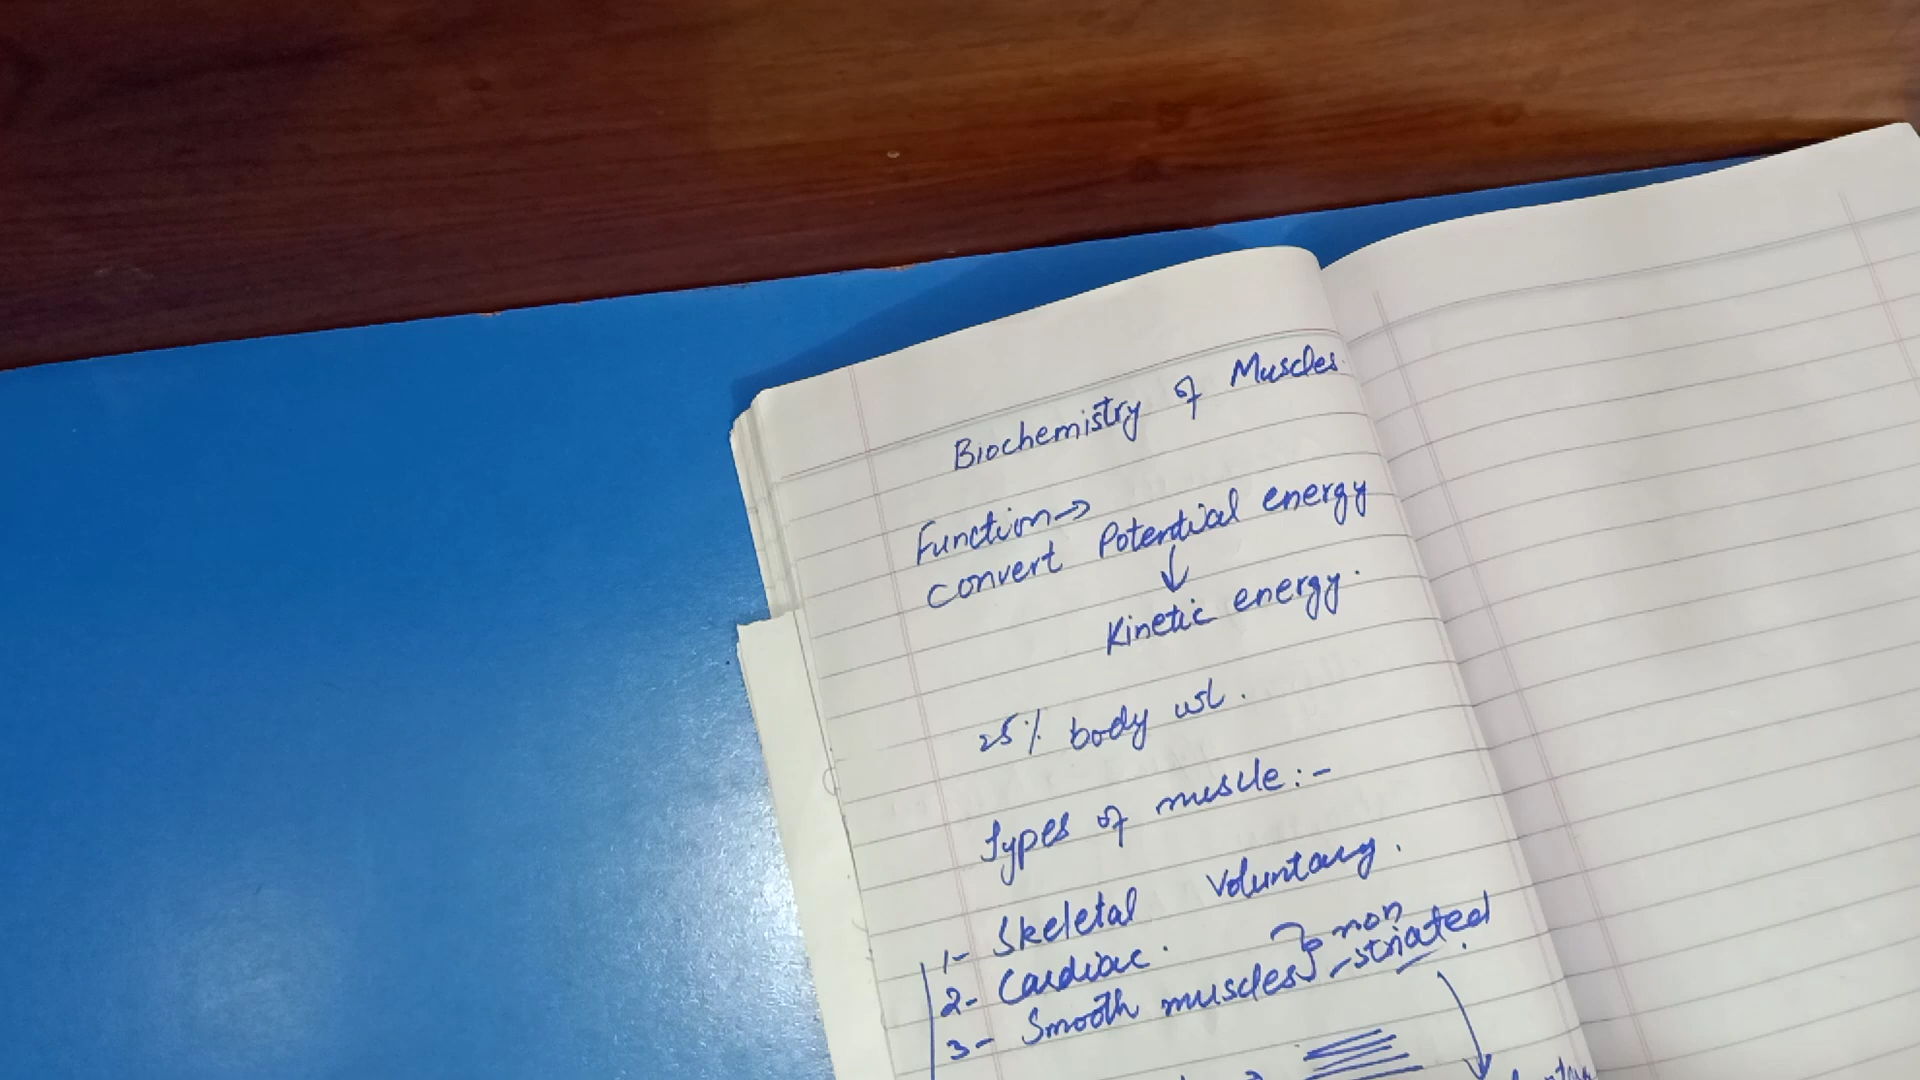 Biochemistry of Muscles.
Function →
convert Potential energy
↓
Kinetic energy.
25% body wt.
Types of muscle :-
1- Skeletal Voluntary.
2- Cardiac.
3- Smooth muscles } non-striated